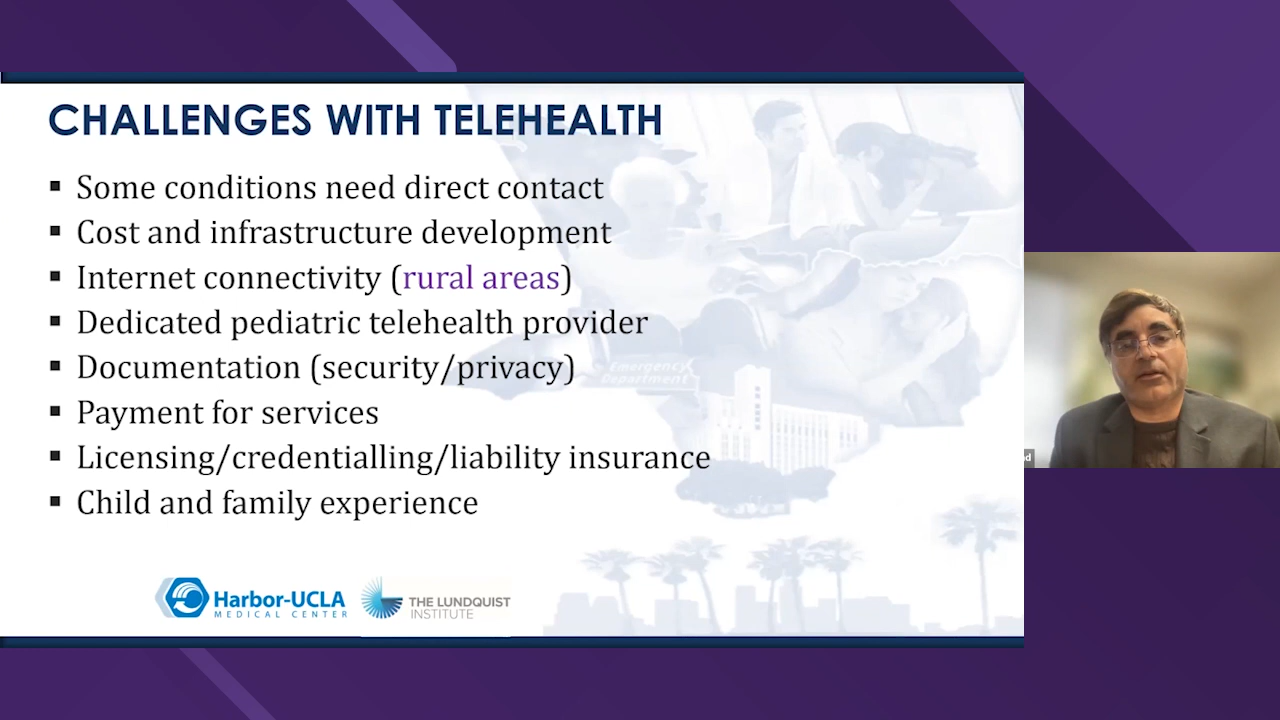 CHALLENGES WITH TELEHEALTH
▪ Some conditions need direct contact
▪ Cost and infrastructure development
▪ Internet connectivity (rural areas)
▪ Dedicated pediatric telehealth provider
▪ Documentation (security/privacy)
▪ Payment for services
▪ Licensing/credentialling/liability insurance
▪ Child and family experience
Emergency
Department
Harbor-UCLA
MEDICAL CENTER
THE LUNDQUIST
INSTITUTE